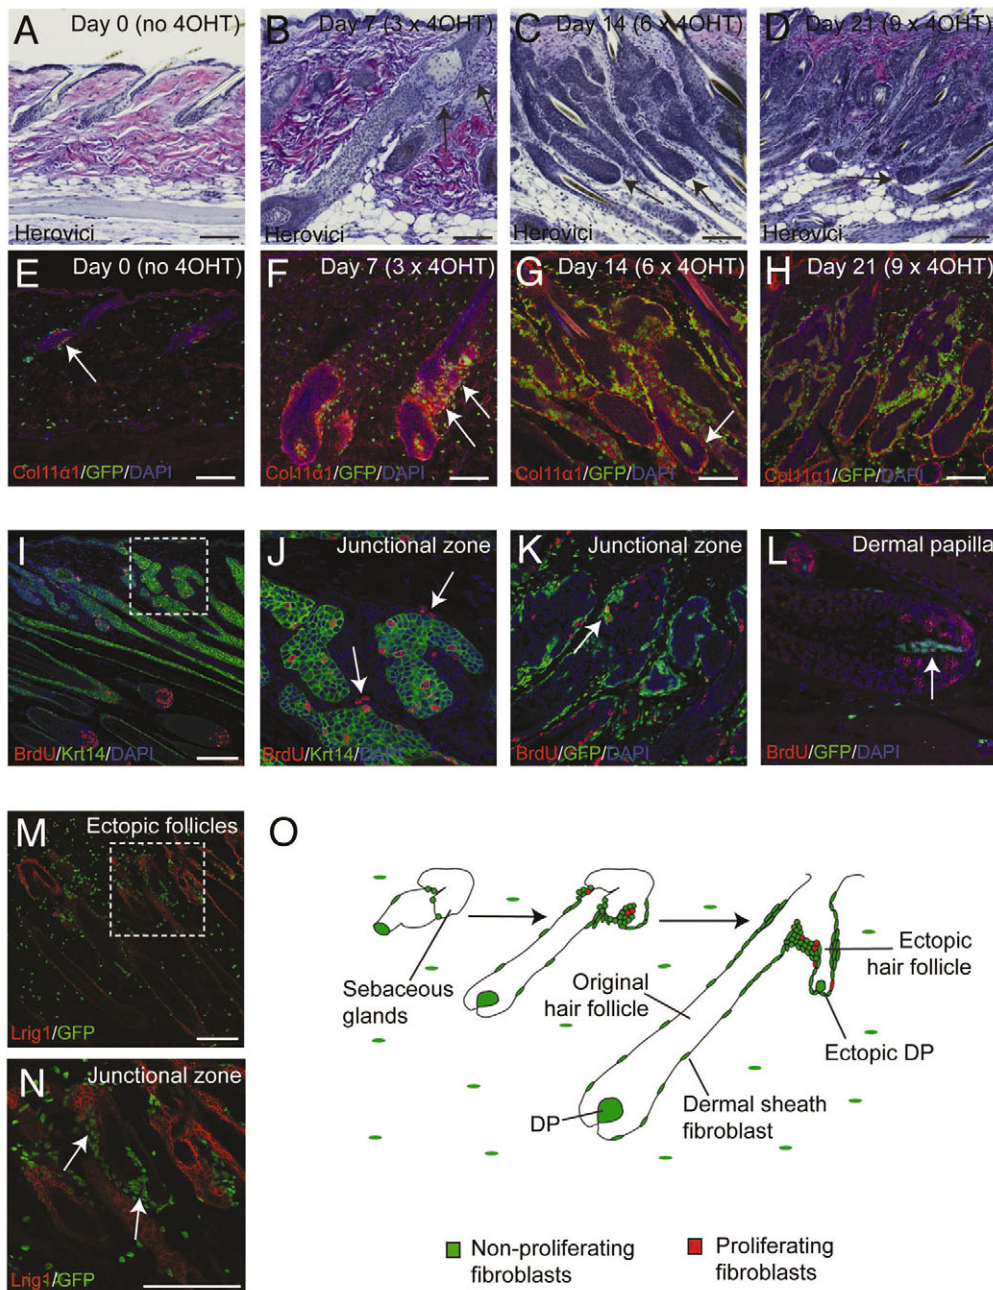 A Day 0 (no 4OHT)
Herovici
B Day 7 (3 x 4OHT)
Herovici
C Day 14 (6 x 4OHT)
Herovici
D Day 21 (9 x 4OHT)
Herovici
E Day 0 (no 4OHT)
Col11α1/GFP/DAPI
F Day 7 (3 x 4OHT)
Col11α1/GFP/DAPI
G Day 14 (6 x 4OHT)
Col11α1/GFP/DAPI
H Day 21 (9 x 4OHT)
Col11α1/GFP/DAPI
I
BrdU/Krt14/DAPI
J Junctional zone
BrdU/Krt14/DAPI
K Junctional zone
BrdU/GFP/DAPI
L Dermal papilla
BrdU/GFP/DAPI
M Ectopic follicles
Lrig1/GFP
N Junctional zone
Lrig1/GFP
O
Sebaceous
glands
Original
hair follicle
Ectopic
hair follicle
Ectopic DP
DP
Dermal sheath
fibroblast
Non-proliferating
fibroblasts
Proliferating
fibroblasts